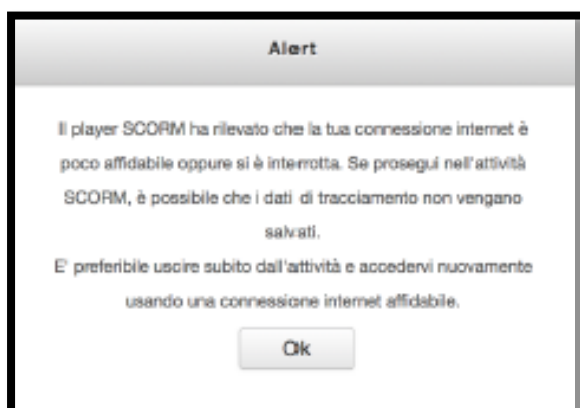 Alert
Il player SCORM ha rilevato che la tua connessione internet è
poco affidabile oppure si è interrotta. Se prosegui nell'attività
SCORM, è possibile che i dati di tracciamento non vengano
salvati.
E' preferibile uscire subito dall'attività e accedervi nuovamente
usando una connessione internet affidabile.
Ok